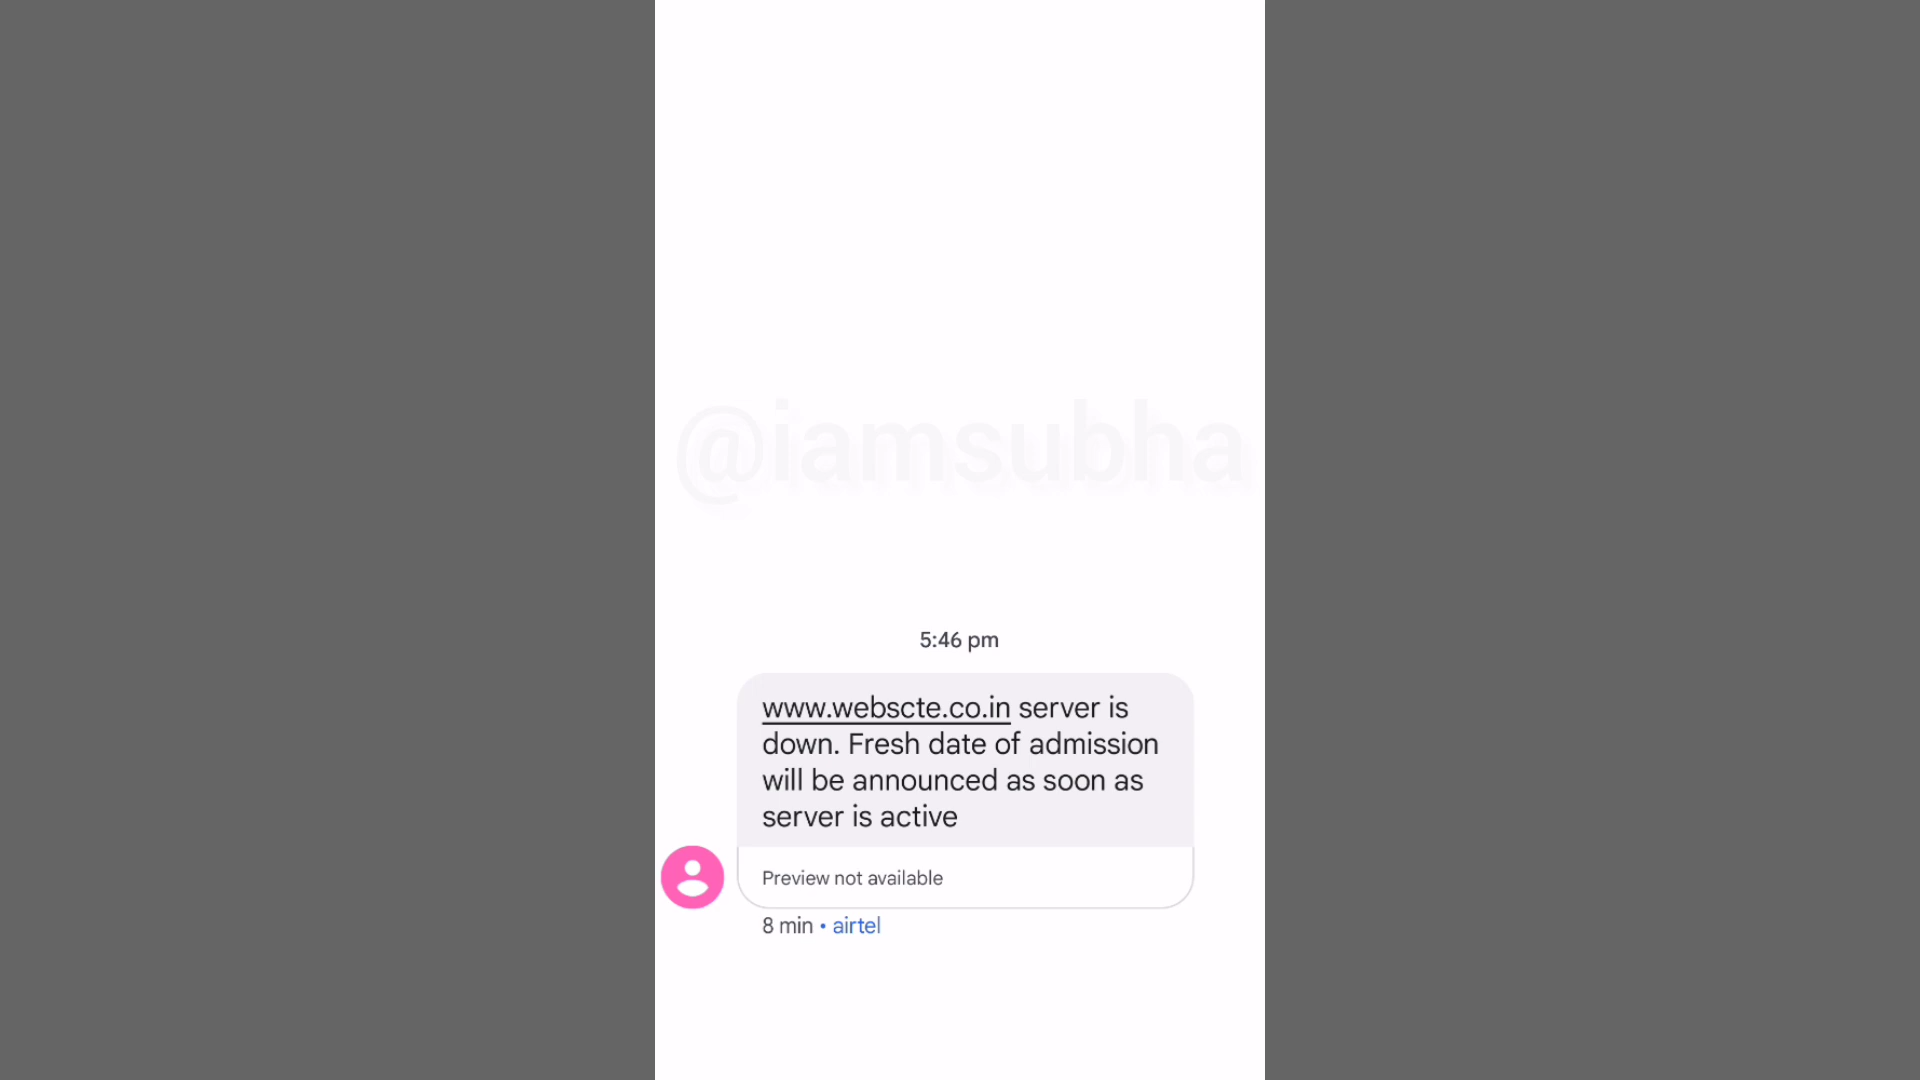 @iamsubha
5:46 pm
www.webscte.co.in server is
down. Fresh date of admission
will be announced as soon as
server is active
Preview not available
8 min • airtel